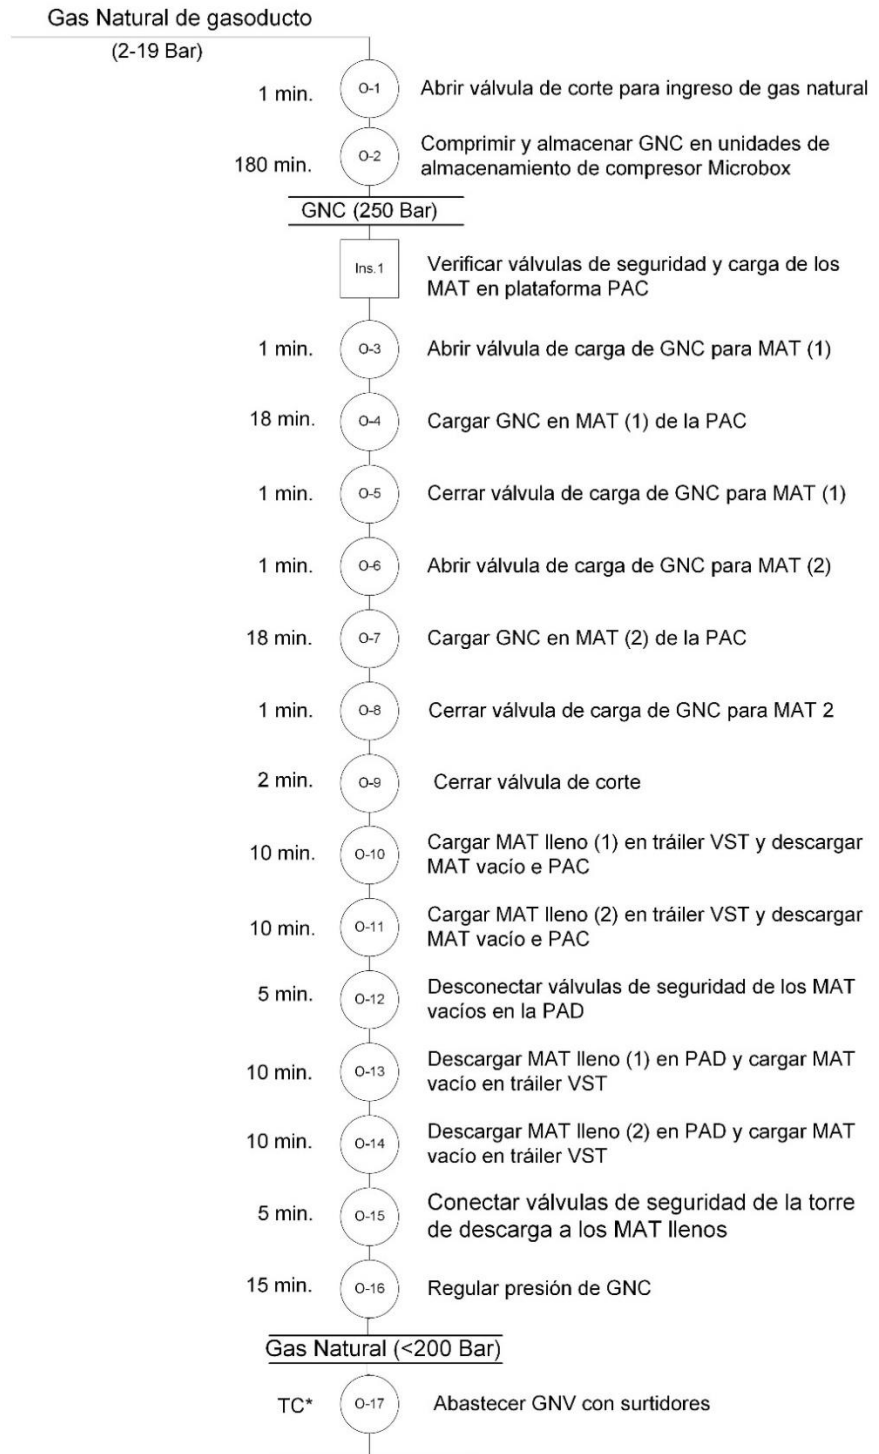 Gas Natural de gasoducto
(2-19 Bar)
1 min.
O-1
Abrir válvula de corte para ingreso de gas natural
180 min.
O-2
Comprimir y almacenar GNC en unidades de
almacenamiento de compresor Microbox
GNC (250 Bar)
Ins.1
Verificar válvulas de seguridad y carga de los
MAT en plataforma PAC
1 min.
O-3
Abrir válvula de carga de GNC para MAT (1)
18 min.
O-4
Cargar GNC en MAT (1) de la PAC
1 min.
O-5
Cerrar válvula de carga de GNC para MAT (1)
1 min.
O-6
Abrir válvula de carga de GNC para MAT (2)
18 min.
O-7
Cargar GNC en MAT (2) de la PAC
1 min.
O-8
Cerrar válvula de carga de GNC para MAT 2
2 min.
O-9
Cerrar válvula de corte
10 min.
O-10
Cargar MAT lleno (1) en tráiler VST y descargar
MAT vacío e PAC
10 min.
O-11
Cargar MAT lleno (2) en tráiler VST y descargar
MAT vacío e PAC
5 min.
O-12
Desconectar válvulas de seguridad de los MAT
vacíos en la PAD
10 min.
O-13
Descargar MAT lleno (1) en PAD y cargar MAT
vacío en tráiler VST
10 min.
O-14
Descargar MAT lleno (2) en PAD y cargar MAT
vacío en tráiler VST
5 min.
O-15
Conectar válvulas de seguridad de la torre
de descarga a los MAT llenos
15 min.
O-16
Regular presión de GNC
Gas Natural (<200 Bar)
TC*
O-17
Abastecer GNV con surtidores